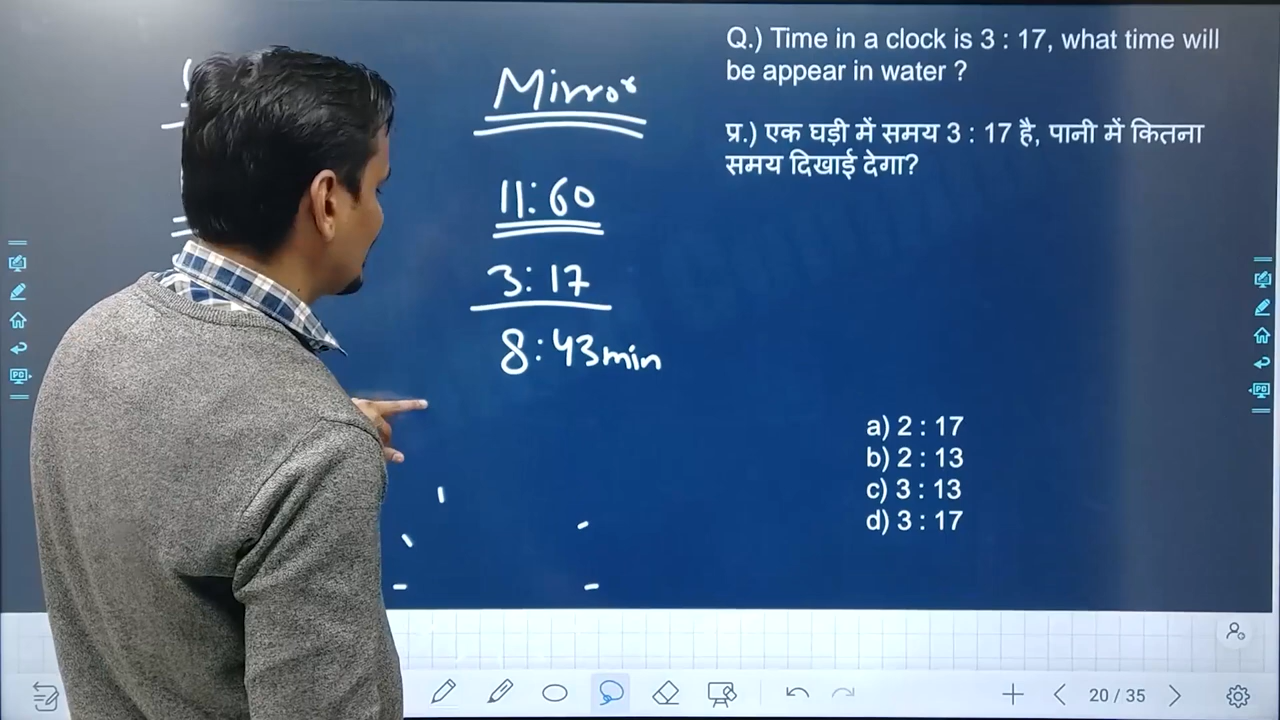 Mirror
11:60
3:17
8:43min
Q.) Time in a clock is 3 : 17, what time will
be appear in water ?
प्र.) एक घड़ी में समय 3 : 17 है, पानी में कितना
समय दिखाई देगा?
a) 2 : 17
b) 2 : 13
c) 3 : 13
d) 3 : 17
20 / 35